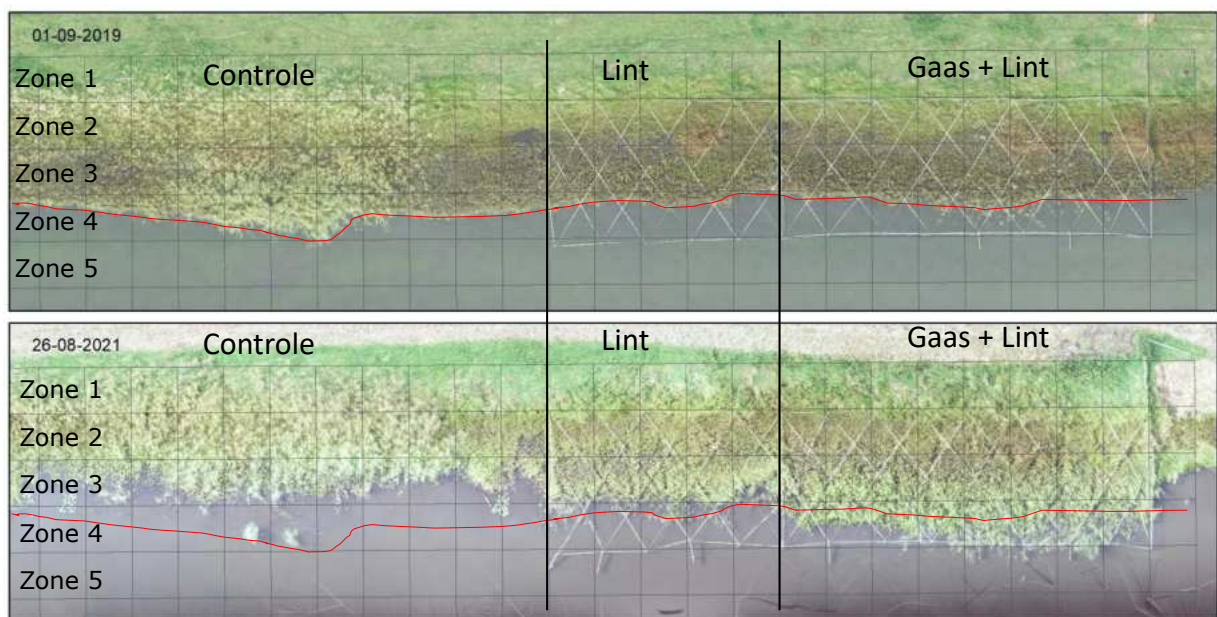 01-09-2019
Controle
Lint
Gaas + Lint
Zone 1
Zone 2
Zone 3
Zone 4
Zone 5
26-08-2021
Controle
Lint
Gaas + Lint
Zone 1
Zone 2
Zone 3
Zone 4
Zone 5